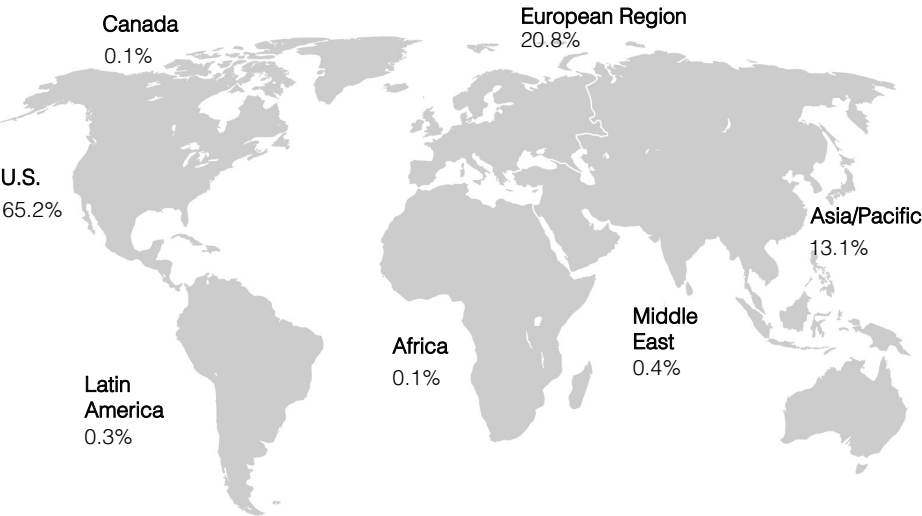 Canada
0.1%
European Region
20.8%
U.S.
65.2%
Asia/Pacific
13.1%
Middle
East
0.4%
Africa
0.1%
Latin
America
0.3%